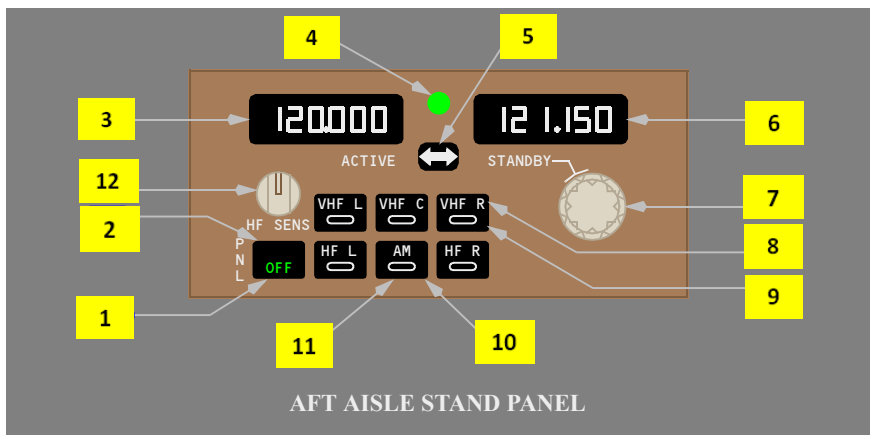 4
5
3
120.000
121.150
6
ACTIVE
STANDBY
12
VHF L
VHF C
VHF R
7
2
HF SENS
PNL
HF L
AM
HF R
8
OFF
9
1
11
10
AFT AISLE STAND PANEL